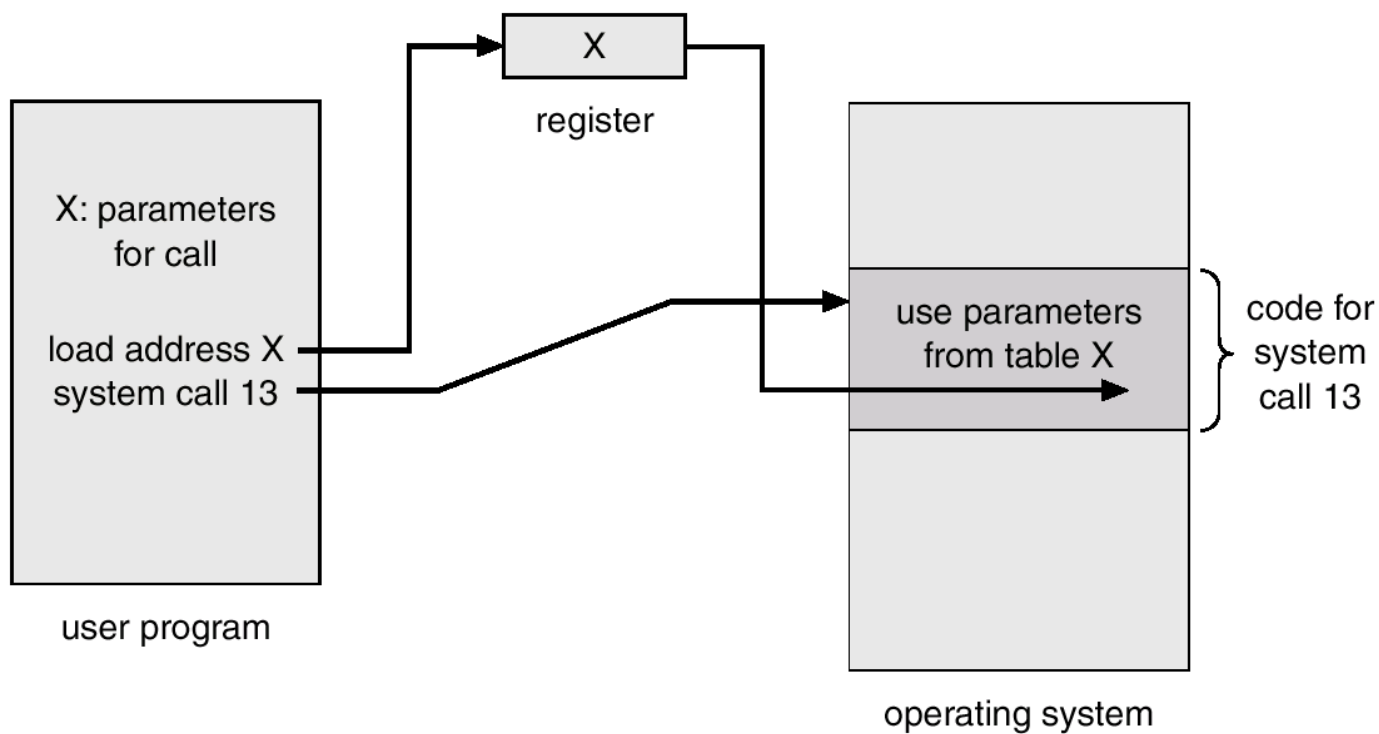 X
register
X: parameters
for call
load address X
system call 13
user program
use parameters
from table X
code for
system
call 13
operating system